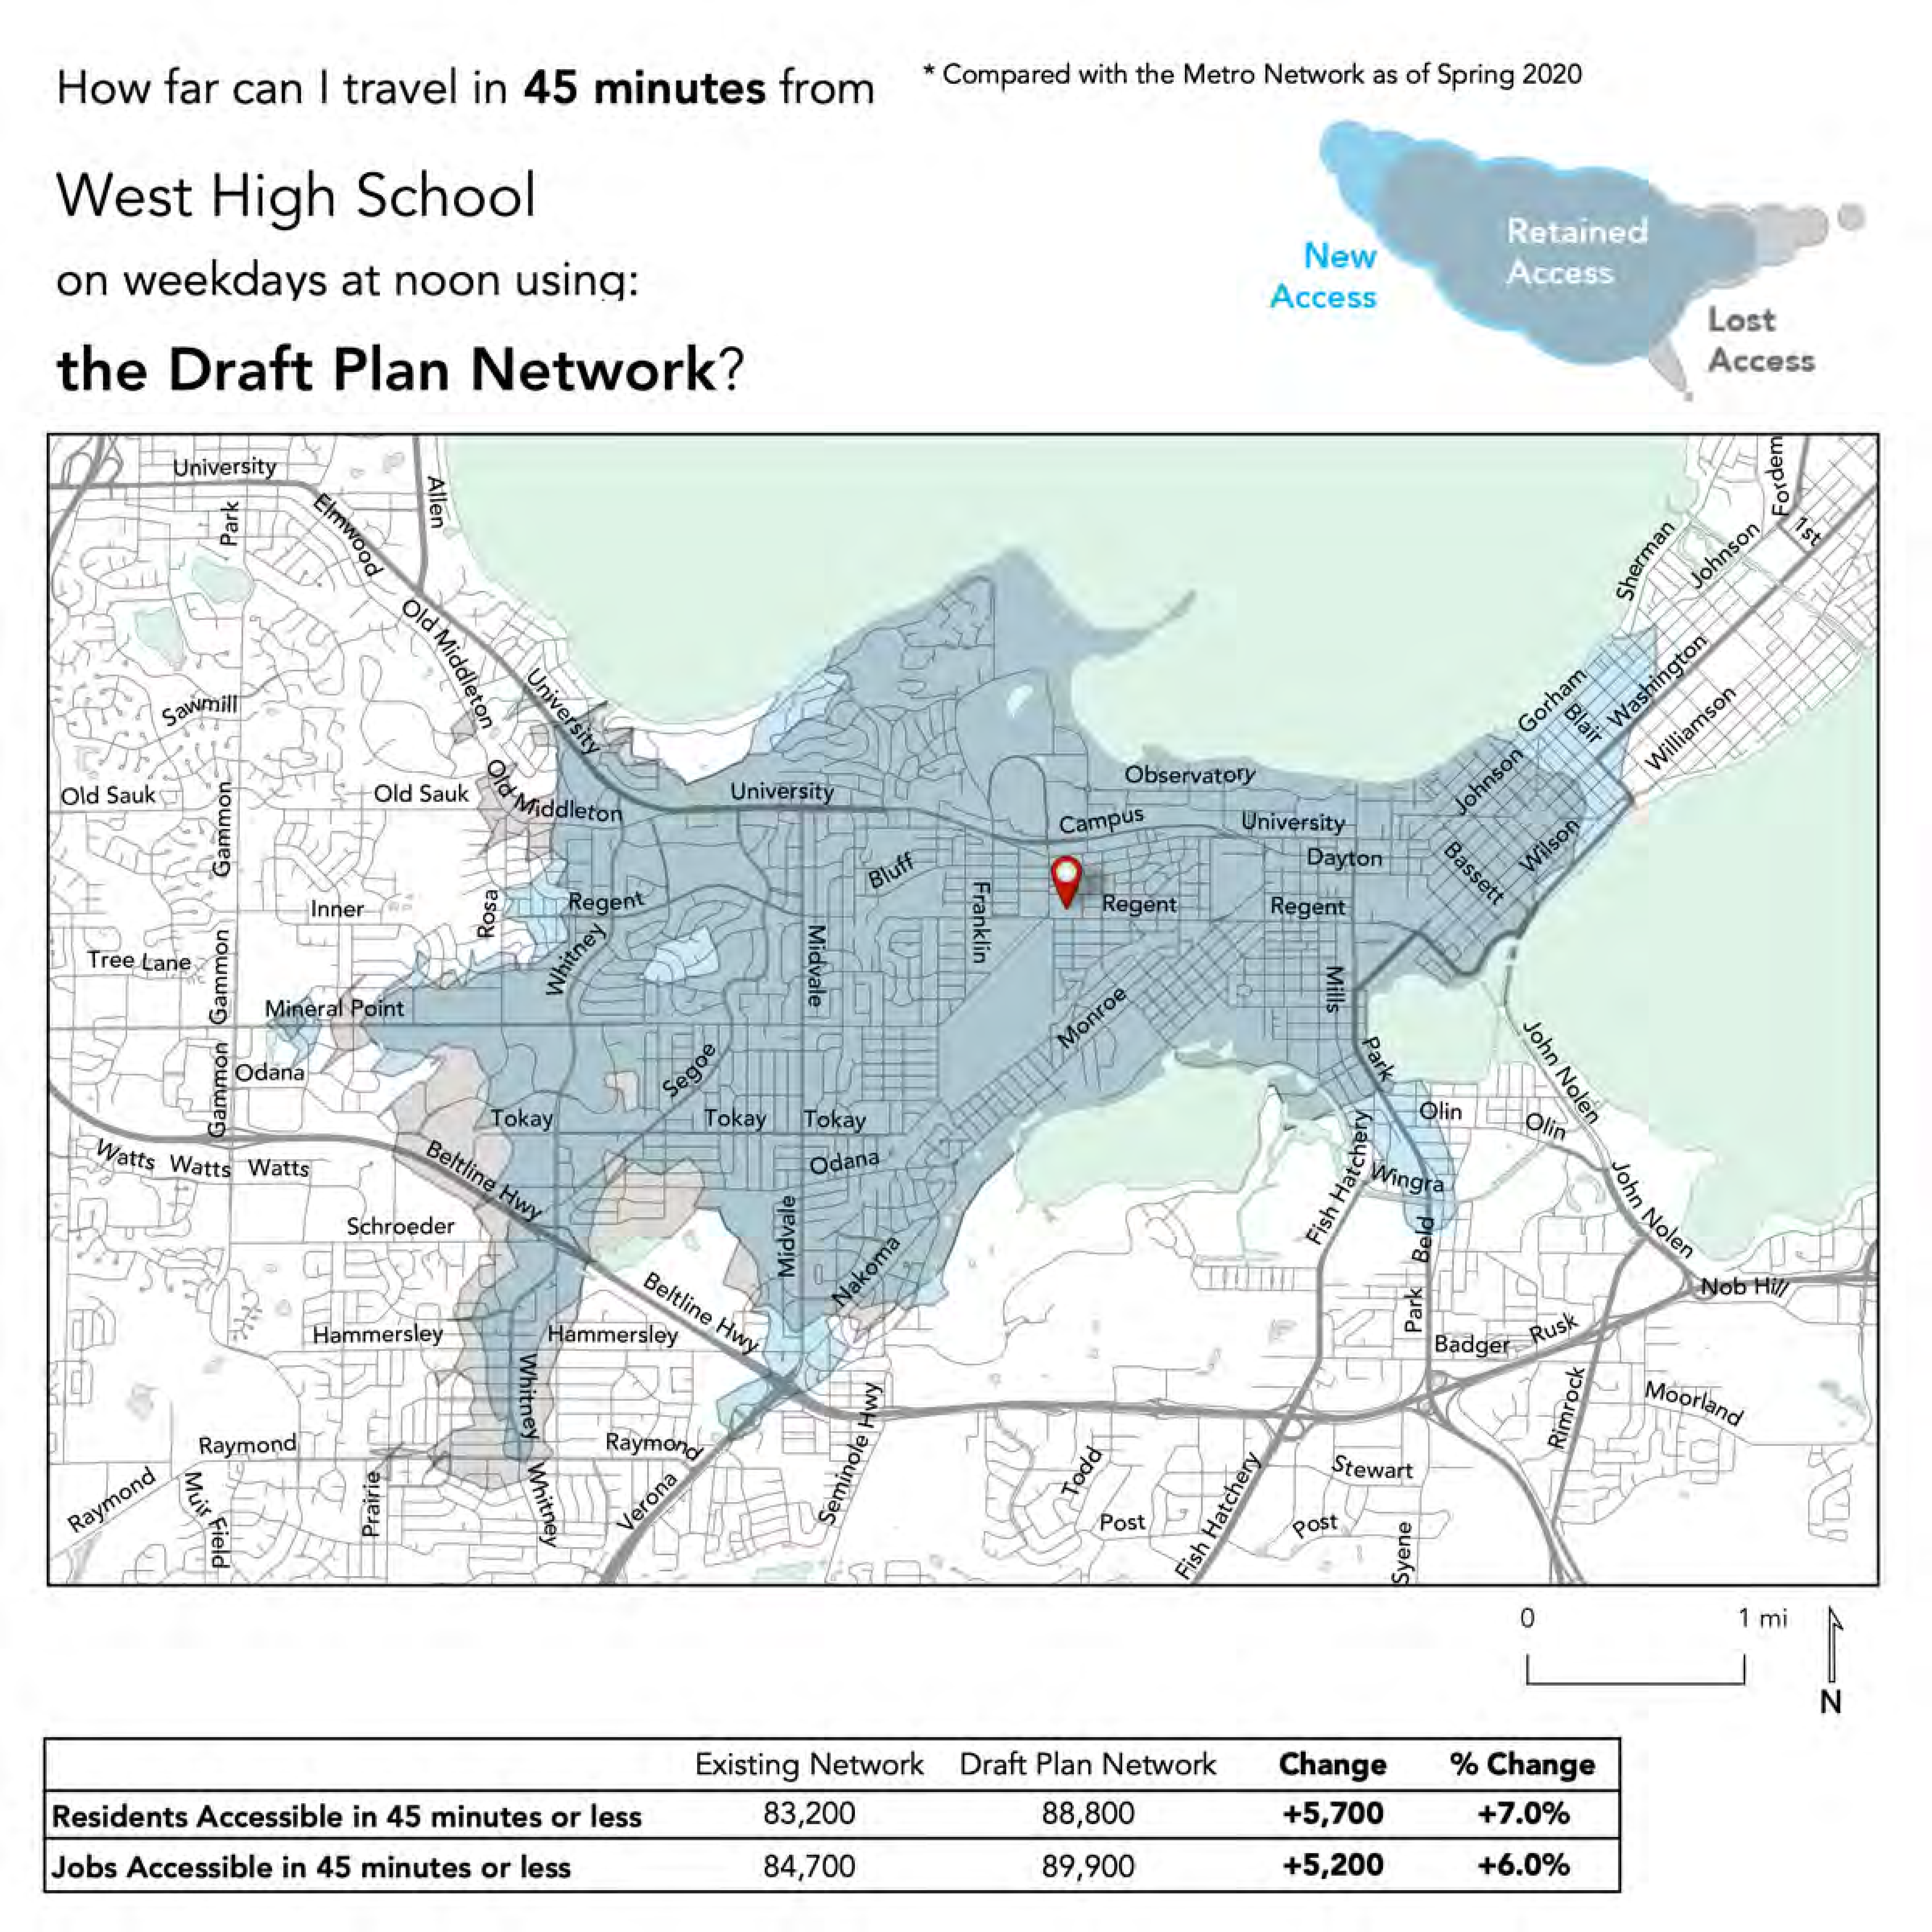 How far can I travel in 45 minutes from
* Compared with the Metro Network as of Spring 2020
West High School
on weekdays at noon using:
the Draft Plan Network?
New
Access
Retained
Access
Lost
Access
University
Park
Elmwood
Allen
Old Middleton
University
Sawmill
Old Sauk
Old Sauk
Old Middleton
Gammon
University
Observatory
Campus
University
Dayton
Bluff
Franklin
Regent
Regent
Regent
Inner
Rosa
Whitney
Midvale
Tree Lane
Gammon
Mineral Point
Monroe
Mills
Sherman
Johnson
Fordem
1st
Gorham
Blair
Washington
Williamson
Johnson
Bassett
Wilson
Odana
Gammon
Segoe
Park
John Nolen
Tokay
Tokay
Tokay
Olin
Olin
Watts
Watts
Watts
Beltline Hwy
Odana
Fish Hatchery
Wingra
John Nolen
Schroeder
Midvale
Nakoma
Beld
Nob Hill
Beltline Hwy
Hammersley
Hammersley
Park
Badger
Rusk
Whitney
Rimrock
Moorland
Seminole Hwy
Raymond
Raymond
Raymond
Muir Field
Prairie
Whitney
Verona
Todd
Post
Fish Hatchery
Stewart
Post
Syene
0
1 mi
N
Existing Network Draft Plan Network Change % Change
Residents Accessible in 45 minutes or less 83,200 88,800 +5,700 +7.0%
Jobs Accessible in 45 minutes or less 84,700 89,900 +5,200 +6.0%